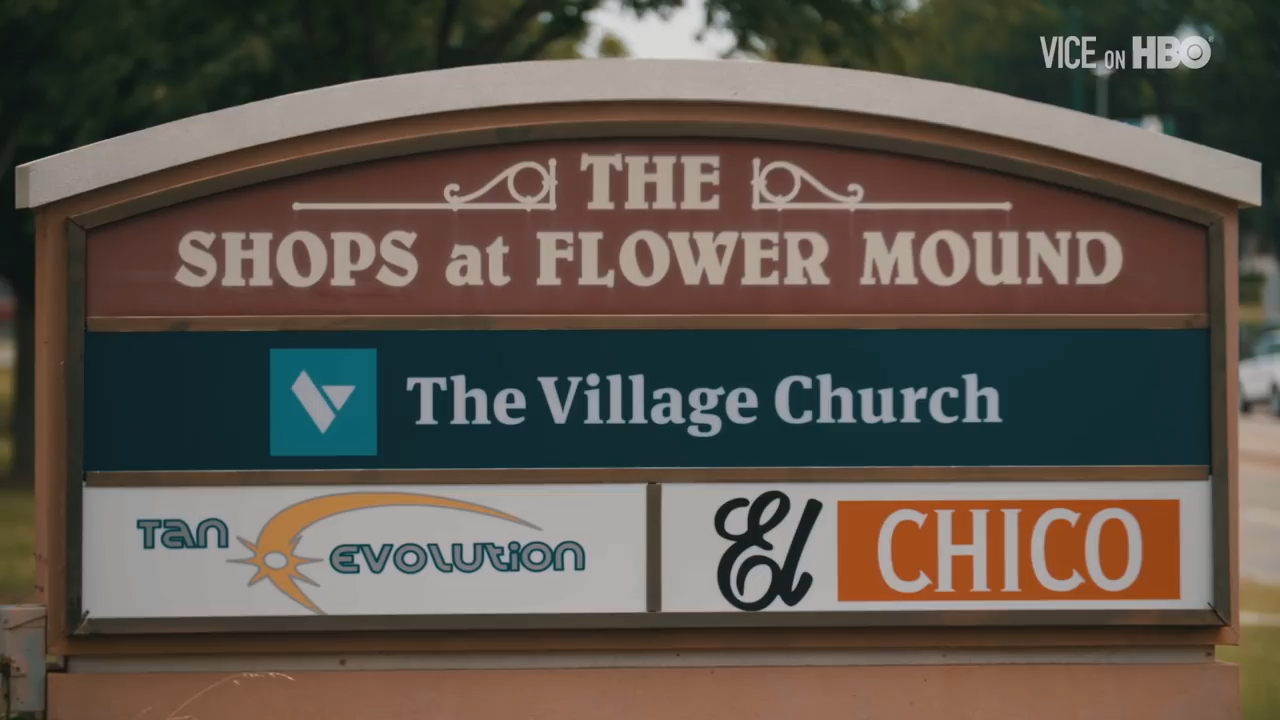 VICE ON HBO
THE
SHOPS at FLOWER MOUND
The Village Church
Tan Evolution
El CHICO